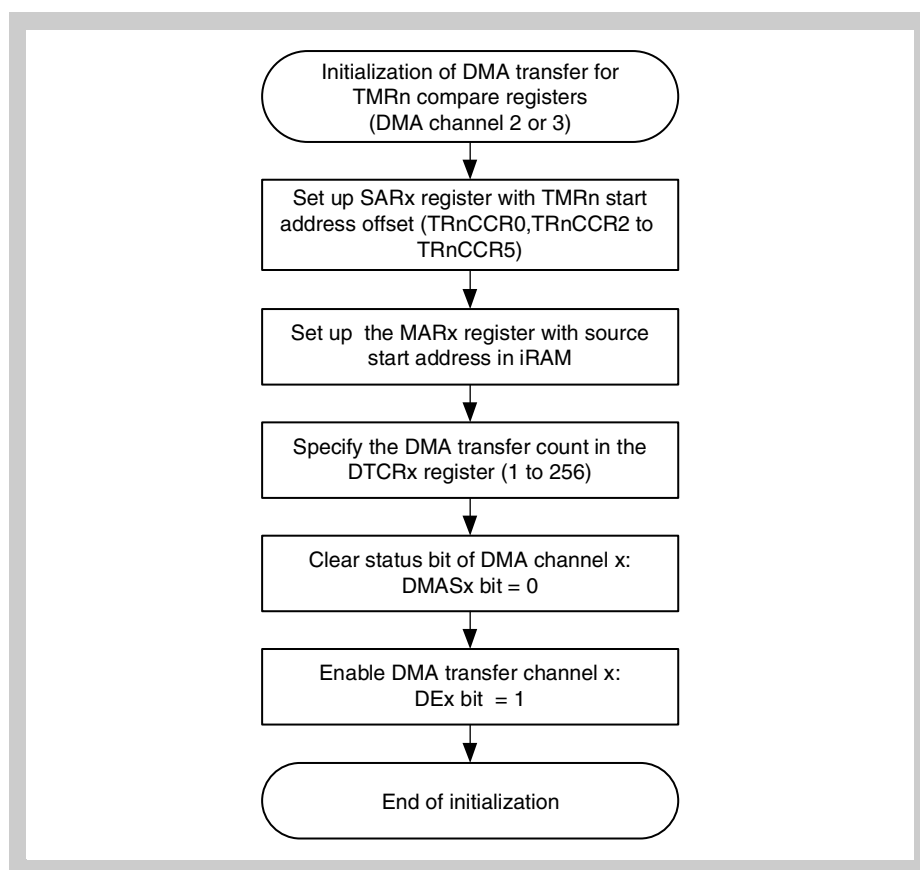 Initialization of DMA transfer for
TMRn compare registers
(DMA channel 2 or 3)
Set up SARx register with TMRn start
address offset (TRnCCR0,TRnCCR2 to
TRnCCR5)
Set up the MARx register with source
start address in iRAM
Specify the DMA transfer count in the
DTCRx register (1 to 256)
Clear status bit of DMA channel x:
DMASx bit = 0
Enable DMA transfer channel x:
DEx bit = 1
End of initialization